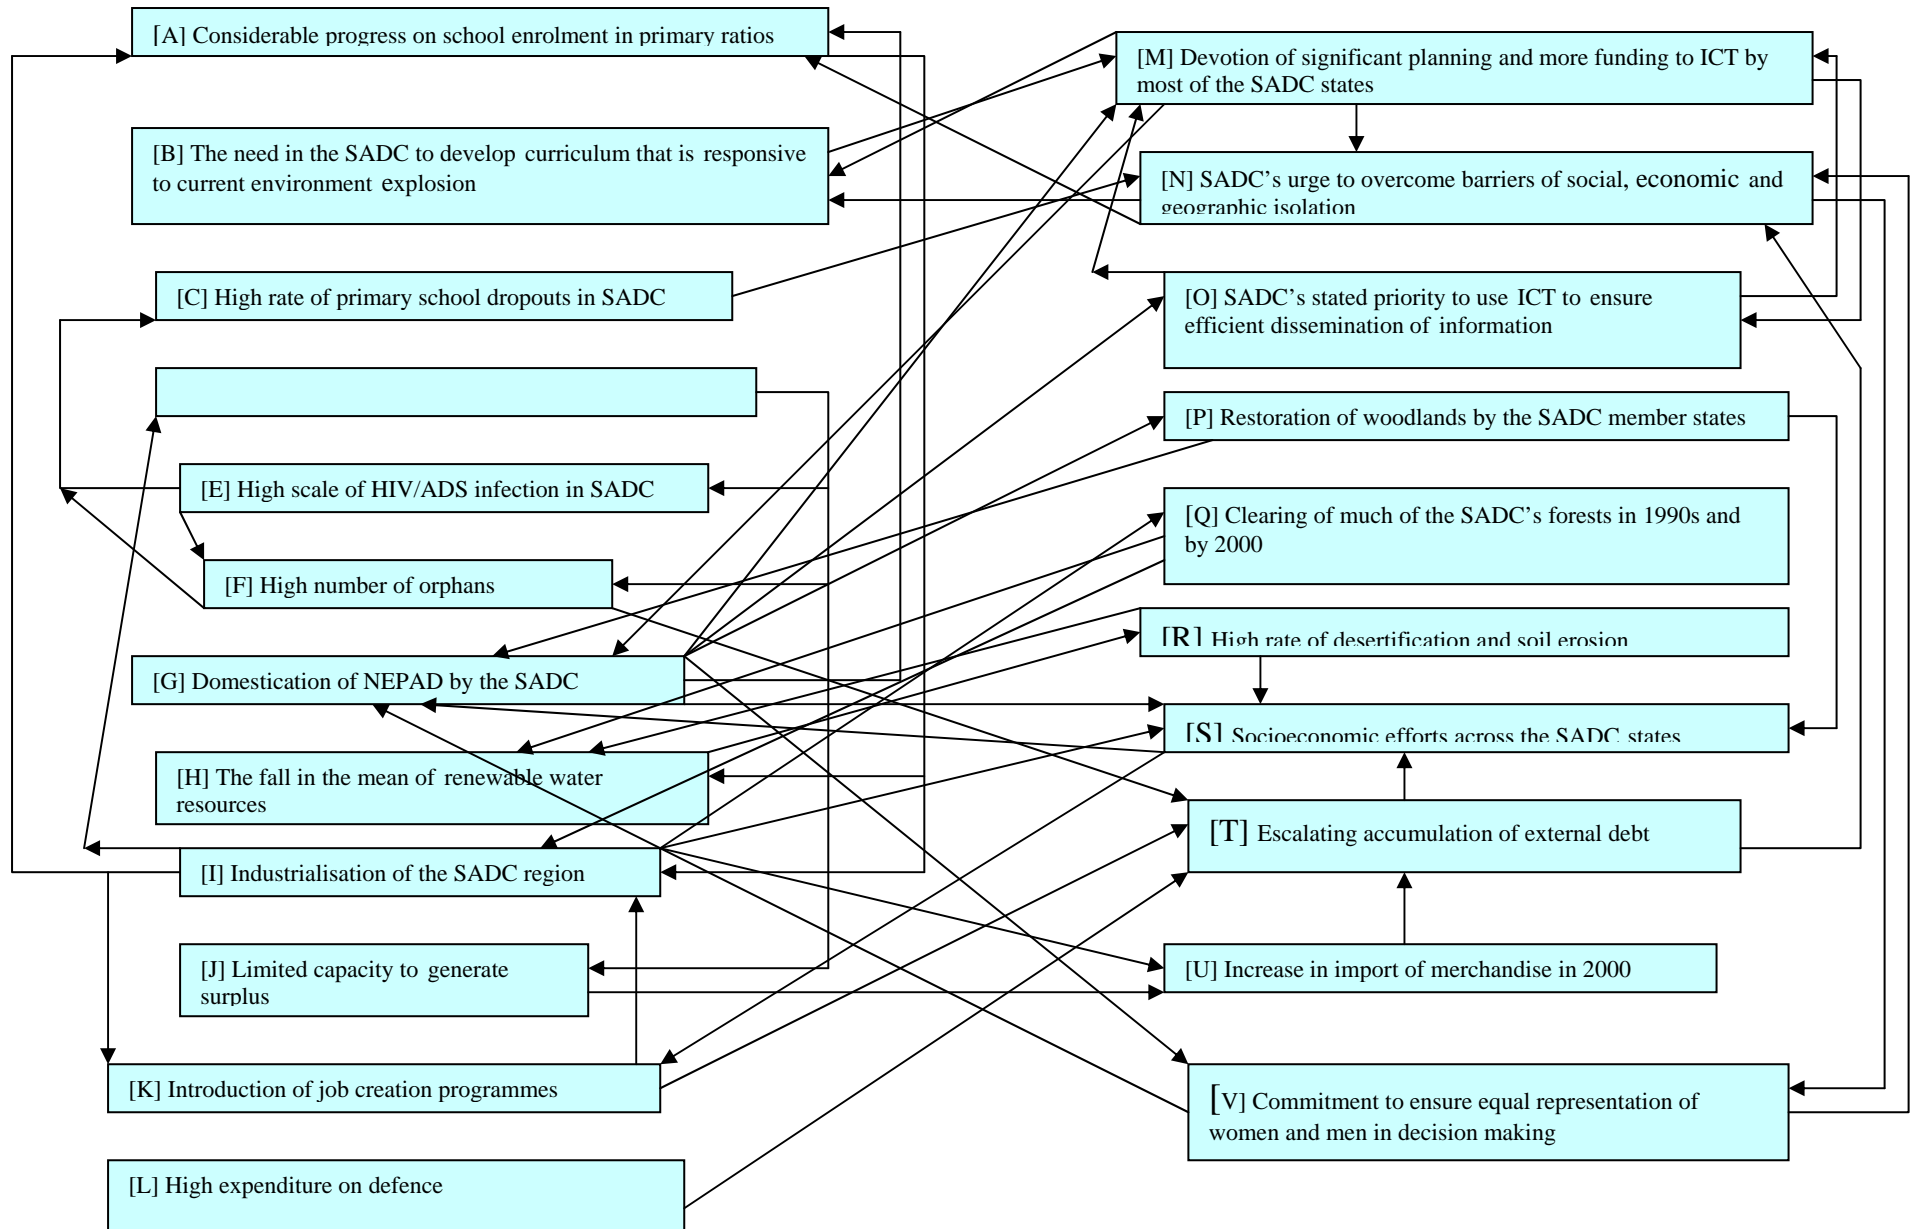 [A] Considerable progress on school enrolment in primary ratios
[B] The need in the SADC to develop curriculum that is responsive
to current environment explosion
[C] High rate of primary school dropouts in SADC
[E] High scale of HIV/ADS infection in SADC
[F] High number of orphans
[G] Domestication of NEPAD by the SADC
[H] The fall in the mean of renewable water
resources
[I] Industrialisation of the SADC region
[J] Limited capacity to generate
surplus
[K] Introduction of job creation programmes
[L] High expenditure on defence
[M] Devotion of significant planning and more funding to ICT by
most of the SADC states
[N] SADC’s urge to overcome barriers of social, economic and
geographic isolation
[O] SADC’s stated priority to use ICT to ensure
efficient dissemination of information
[P] Restoration of woodlands by the SADC member states
[Q] Clearing of much of the SADC’s forests in 1990s and
by 2000
[R] High rate of desertification and soil erosion
[S] Socioeconomic efforts across the SADC states
[T] Escalating accumulation of external debt
[U] Increase in import of merchandise in 2000
[V] Commitment to ensure equal representation of
women and men in decision making